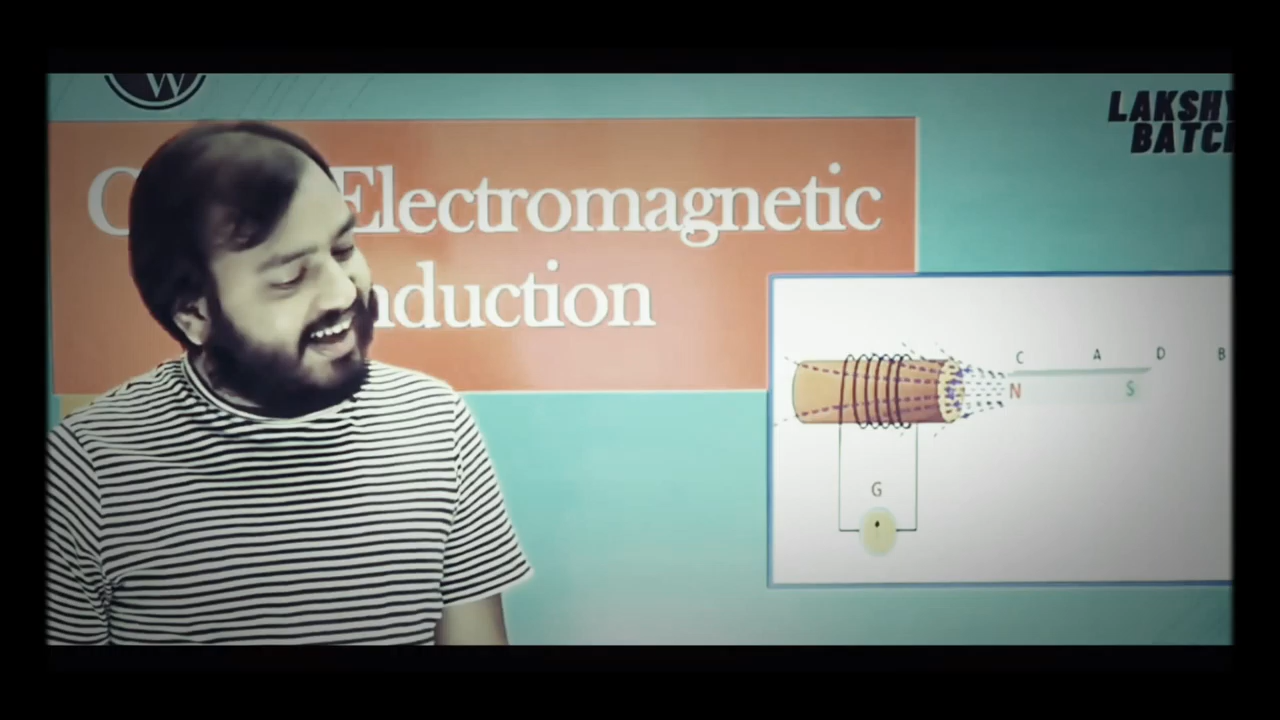 W
LAKSHY
BATC
C Electromagnetic
nduction
C A D B
N S
G